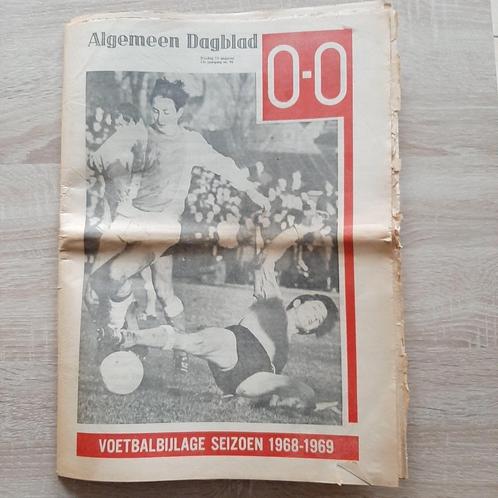 Algemeen Dagblad
0-0
VOETBALBIJLAGE SEIZOEN 1968-1969